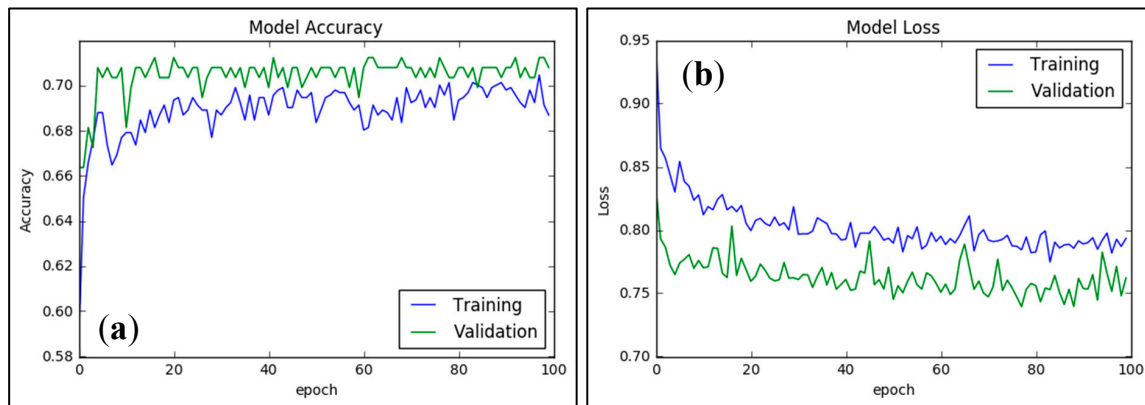 Model Accuracy
0.70
0.68
0.66
0.64
0.62
0.60
0.58
Accuracy
0 20 40 60 80 100
epoch
(a)
Training
Validation
Model Loss
0.95
0.90
0.85
0.80
0.75
0.70
Loss
0 20 40 60 80 100
epoch
(b)
Training
Validation